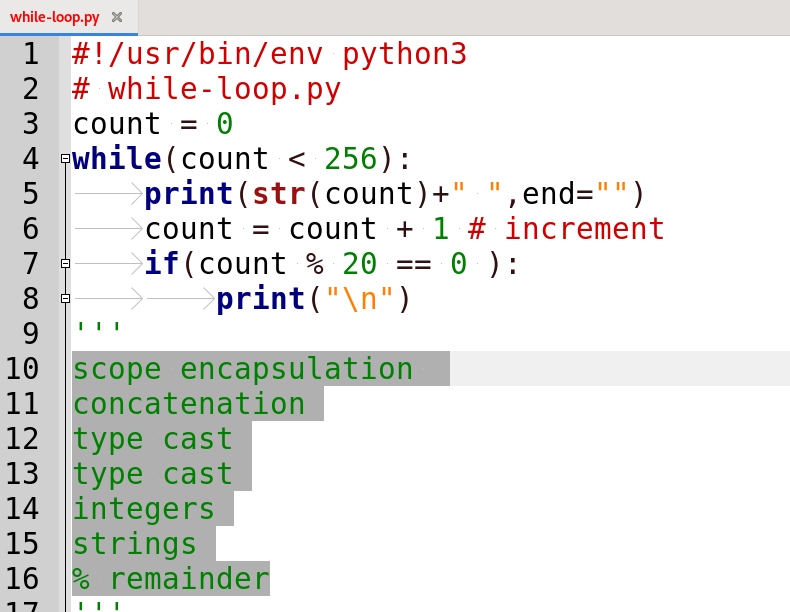 while-loop.py
1 #!/usr/bin/env python3
2 # while-loop.py
3 count = 0
4 while(count < 256):
5 print(str(count)+" ",end="")
6 count = count + 1 # increment
7 if(count % 20 == 0 ):
8 print("\n")
9 '''
10 scope encapsulation
11 concatenation
12 type cast
13 type cast
14 integers
15 strings
16 % remainder
17 '''